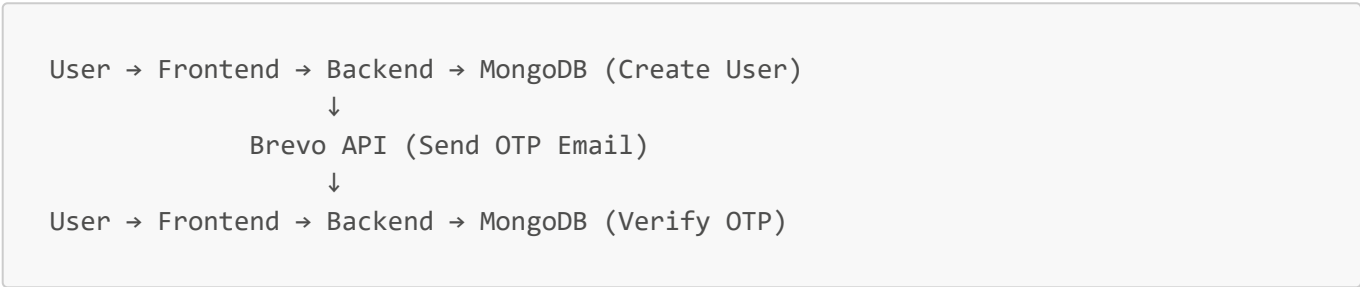 User → Frontend → Backend → MongoDB (Create User)
↓
Brevo API (Send OTP Email)
↓
User → Frontend → Backend → MongoDB (Verify OTP)